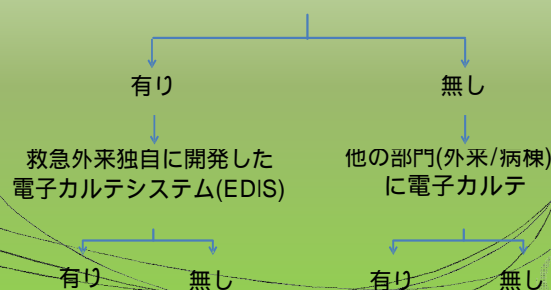 有り
無し
救急外来独自に開発した
電子カルテシステム(EDIS)
他の部門(外来/病棟)
に電子カルテ
有り
無し
有り
無し